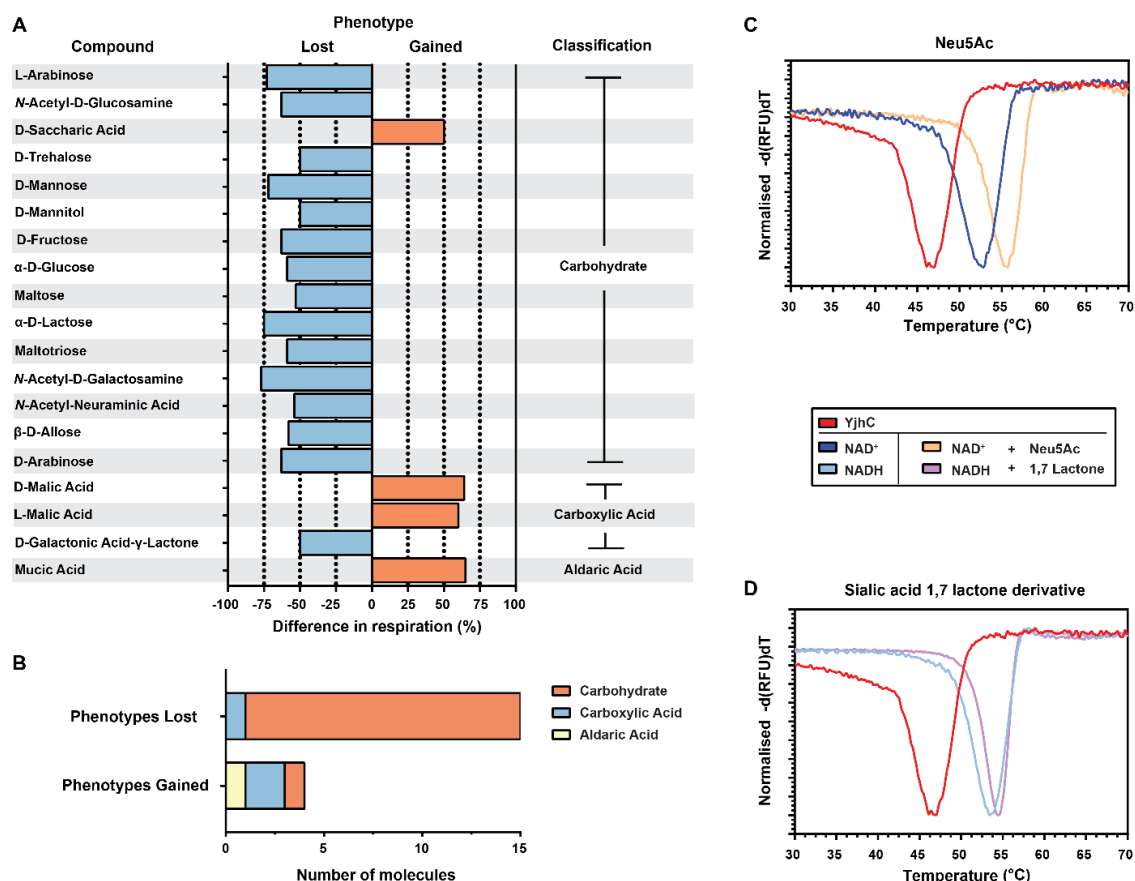 A
Phenotype
Compound Lost Gained Classification
L-Arabinose
N-Acetyl-D-Glucosamine
D-Saccharic Acid
D-Trehalose
D-Mannose
D-Mannitol
D-Fructose
α-D-Glucose
Carbohydrate
Maltose
α-D-Lactose
Maltotriose
N-Acetyl-D-Galactosamine
N-Acetyl-Neuraminic Acid
β-D-Allose
D-Arabinose
D-Malic Acid
L-Malic Acid
Carboxylic Acid
D-Galactonic Acid-γ-Lactone
Mucic Acid
Aldaric Acid
-100 -75 -50 -25 0 25 50 75 100
Difference in respiration (%)
B
Phenotypes Lost
Phenotypes Gained
Carbohydrate
Carboxylic Acid
Aldaric Acid
0 5 10 15
Number of molecules
C
Neu5Ac
Normalised -d(RFU)dT
30 35 40 45 50 55 60 65 70
Temperature (°C)
YjhC
NAD⁺ NAD⁺ + Neu5Ac
NADH NADH + 1,7 Lactone
D
Sialic acid 1,7 lactone derivative
Normalised -d(RFU)dT
30 35 40 45 50 55 60 65 70
Temperature (°C)